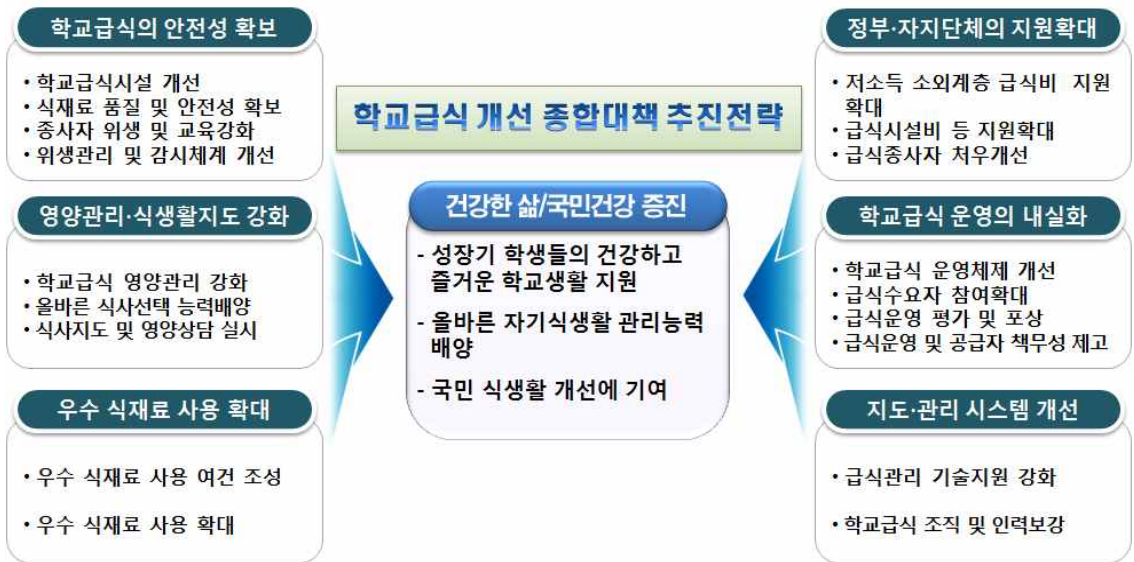 학교급식의 안전성 확보
• 학교급식시설 개선
• 식재료 품질 및 안전성 확보
• 종사자 위생 및 교육강화
• 위생관리 및 감시체계 개선
영양관리·식생활지도 강화
• 학교급식 영양관리 강화
• 올바른 식사선택 능력배양
• 식사지도 및 영양상담 실시
우수 식재료 사용 확대
• 우수 식재료 사용 여건 조성
• 우수 식재료 사용 확대
학교급식 개선 종합대책 추진전략
건강한 삶/국민건강 증진
- 성장기 학생들의 건강하고
즐거운 학교생활 지원
- 올바른 자기식생활 관리능력
배양
- 국민 식생활 개선에 기여
정부·자지단체의 지원확대
• 저소득 소외계층 급식비 지원
확대
• 급식시설비 등 지원확대
• 급식종사자 처우개선
학교급식 운영의 내실화
• 학교급식 운영체제 개선
• 급식수요자 참여확대
• 급식운영 평가 및 포상
• 급식운영 및 공급자 책무성 제고
지도·관리 시스템 개선
• 급식관리 기술지원 강화
• 학교급식 조직 및 인력보강